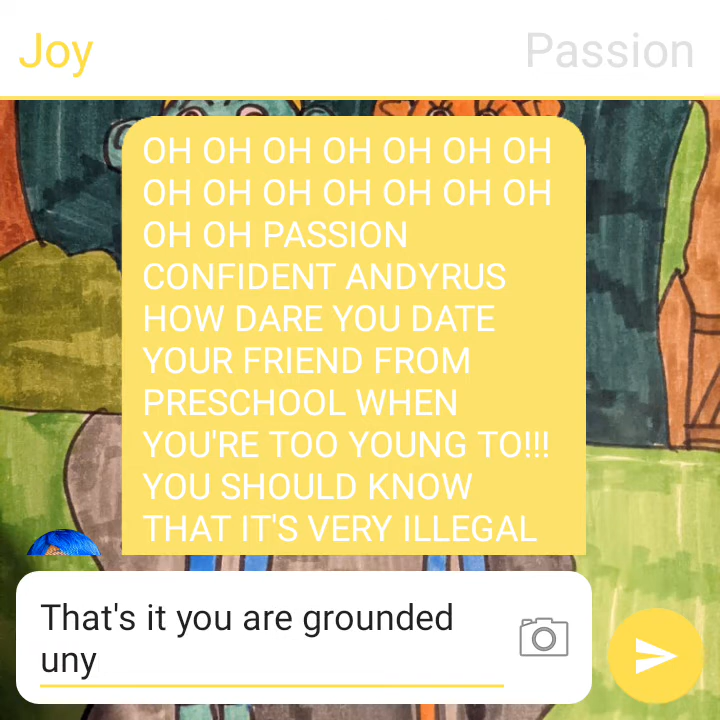 Joy Passion
OH OH OH OH OH OH OH
OH OH OH OH OH OH OH
OH OH PASSION
CONFIDENT ANDYRUS
HOW DARE YOU DATE
YOUR FRIEND FROM
PRESCHOOL WHEN
YOU'RE TOO YOUNG TO!!!
YOU SHOULD KNOW
THAT IT'S VERY ILLEGAL
That's it you are grounded
uny